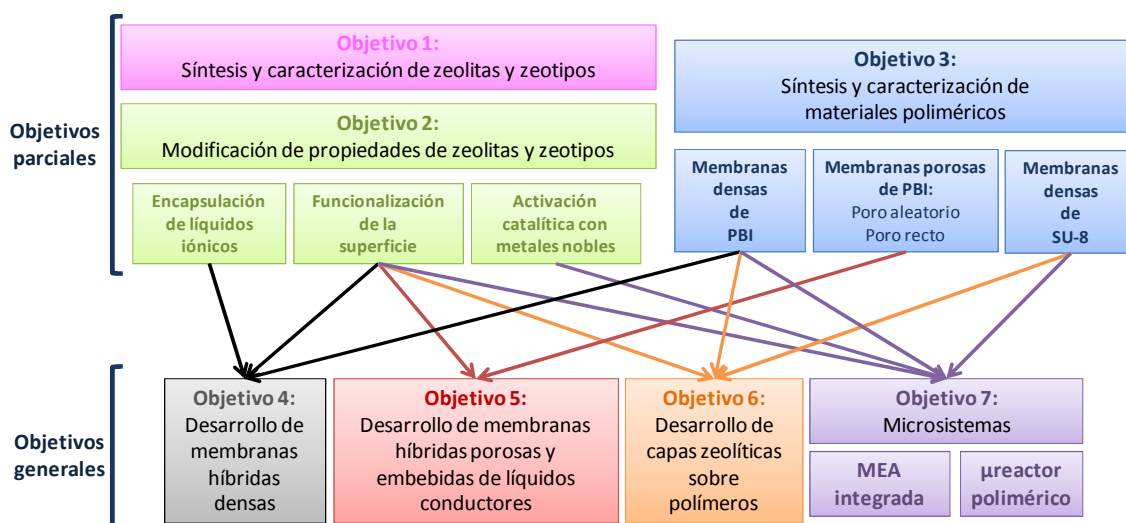 Objetivos
parciales
Objetivo 1:
Síntesis y caracterización de zeolitas y zeotipos
Objetivo 2:
Modificación de propiedades de zeolitas y zeotipos
Encapsulación
de líquidos
iónicos
Funcionalización
de la
superficie
Activación
catalítica con
metales nobles
Objetivo 3:
Síntesis y caracterización de
materiales poliméricos
Membranas
densas
de
PBI
Membranas porosas
de PBI:
Poro aleatorio
Poro recto
Membranas
densas
de
SU-8
Objetivos
generales
Objetivo 4:
Desarrollo de
membranas
híbridas
densas
Objetivo 5:
Desarrollo de membranas
híbridas porosas y
embebidas de líquidos
conductores
Objetivo 6:
Desarrollo de
capas zeolíticas
sobre
polímeros
Objetivo 7:
Microsistemas
MEA
integrada
μreactor
polimérico